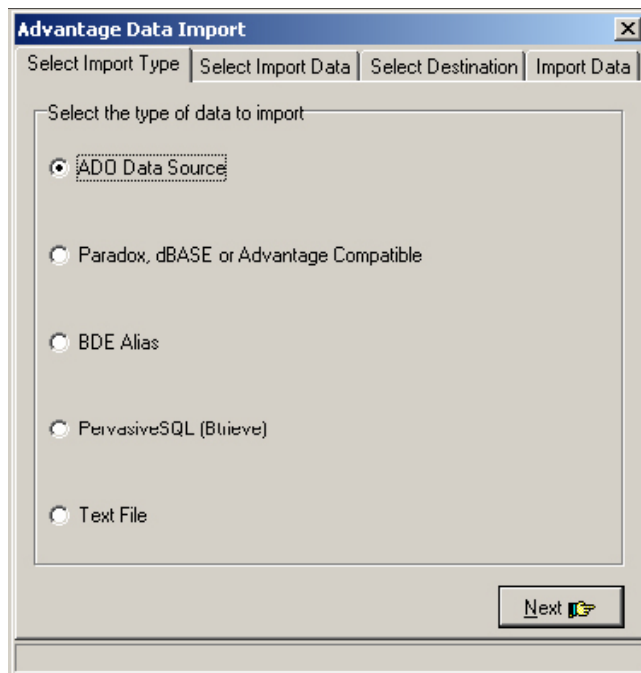 Advantage Data Import
Select Import Type Select Import Data Select Destination Import Data
Select the type of data to import
ADO Data Source
Paradox, dBASE or Advantage Compatible
BDE Alias
PervasiveSQL (Btrieve)
Text File
Next